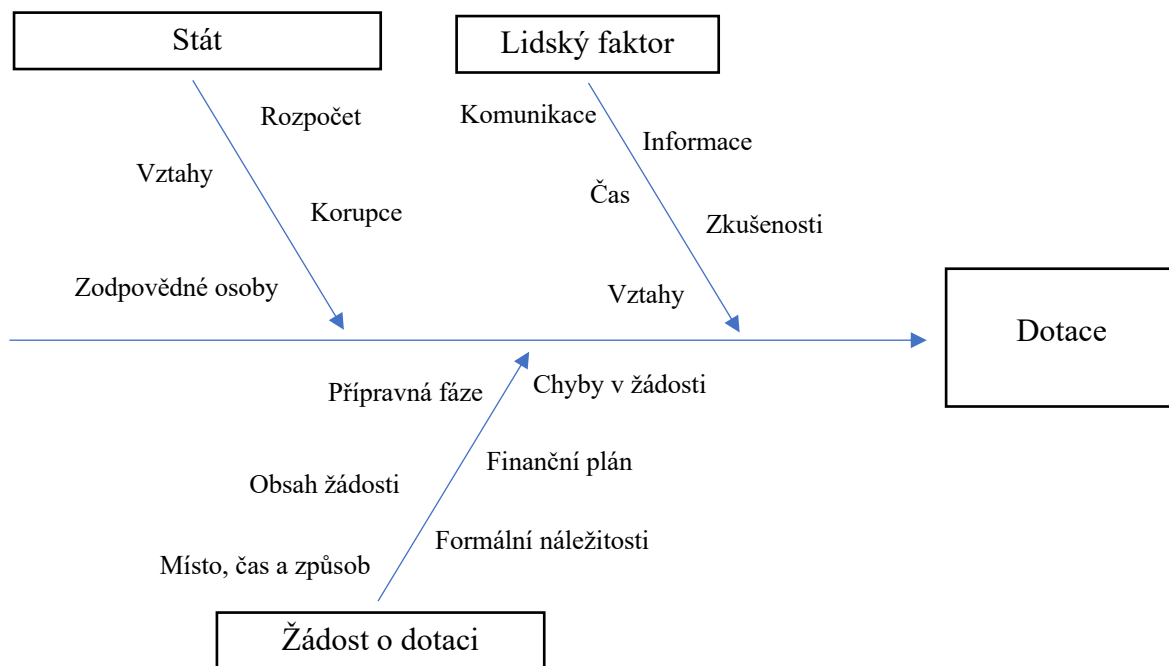 Stát
Lidský faktor
Rozpočet
Komunikace
Informace
Vztahy
Čas
Korupce
Zkušenosti
Zodpovědné osoby
Vztahy
Dotace
Přípravná fáze
Chyby v žádosti
Finanční plán
Obsah žádosti
Formální náležitosti
Místo, čas a způsob
Žádost o dotaci